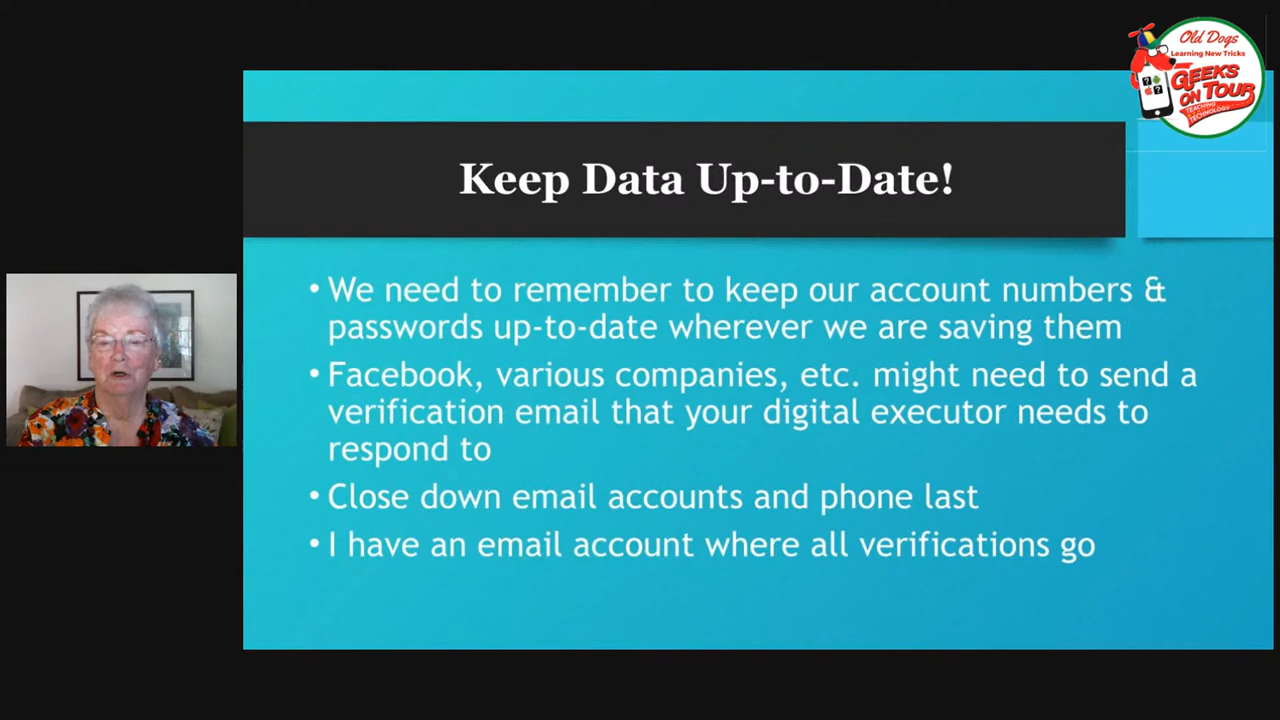 Old Dogs
Learning New Tricks
GEEKS
ON TOUR
TEACHING
TECHNOLOGY
Keep Data Up-to-Date!
• We need to remember to keep our account numbers &
passwords up-to-date wherever we are saving them
• Facebook, various companies, etc. might need to send a
verification email that your digital executor needs to
respond to
• Close down email accounts and phone last
• I have an email account where all verifications go